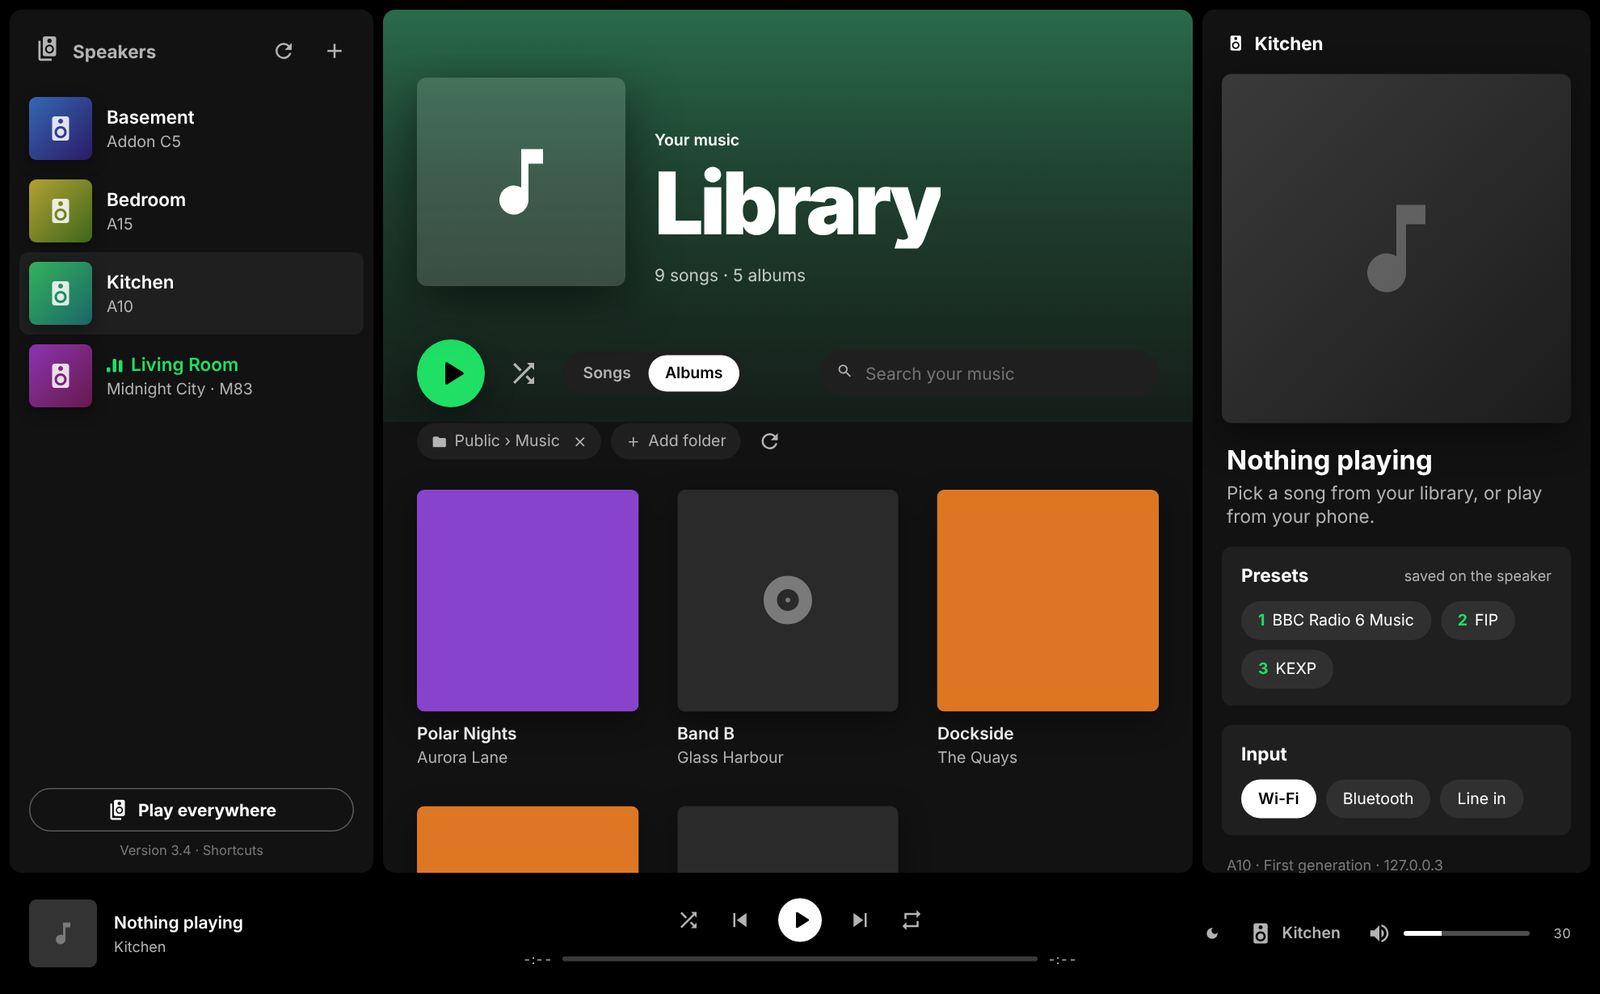 Speakers
Basement
Addon C5
Bedroom
A15
Kitchen
A10
Living Room
Midnight City · M83
Play everywhere
Version 3.4 · Shortcuts
Your music
Library
9 songs · 5 albums
Songs
Albums
Search your music
Public › Music
Add folder
Polar Nights
Aurora Lane
Band B
Glass Harbour
Dockside
The Quays
Kitchen
Nothing playing
Pick a song from your library, or play
from your phone.
Presets
saved on the speaker
1 BBC Radio 6 Music
2 FIP
3 KEXP
Input
Wi-Fi
Bluetooth
Line in
A10 · First generation · 127.0.0.3
Nothing playing
Kitchen
-:--
-:--
Kitchen
30